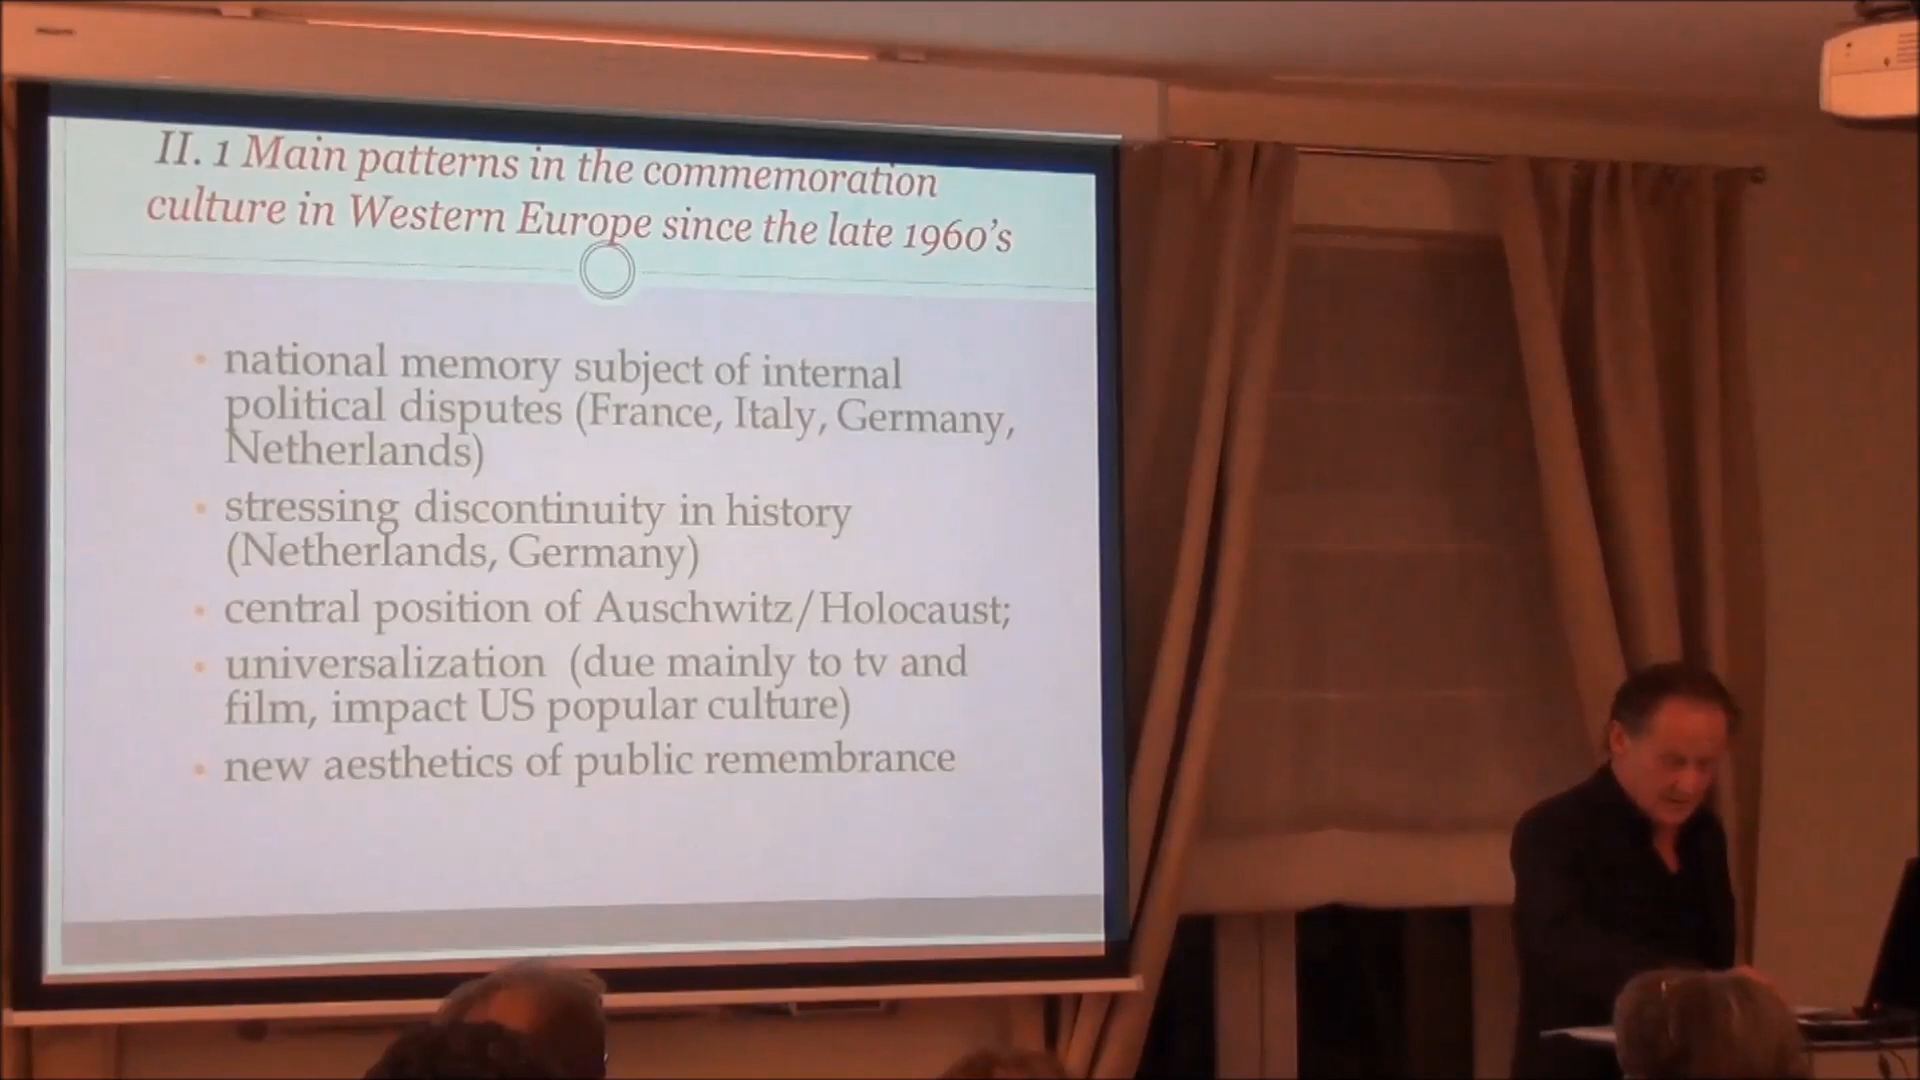 II. 1 Main patterns in the commemoration
culture in Western Europe since the late 1960's
national memory subject of internal
political disputes (France, Italy, Germany,
Netherlands)
stressing discontinuity in history
(Netherlands, Germany)
central position of Auschwitz/Holocaust;
universalization (due mainly to tv and
film, impact US popular culture)
new aesthetics of public remembrance